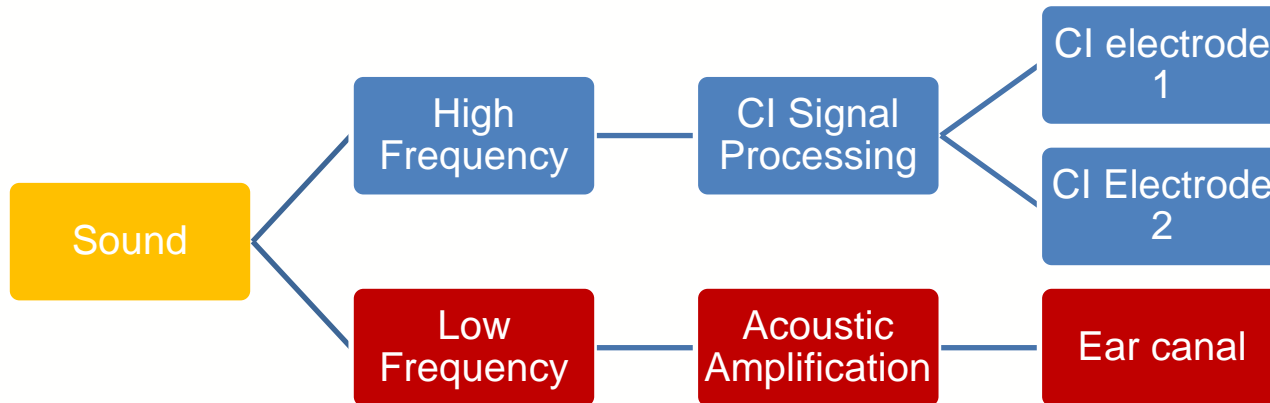 Sound
High
Frequency
CI Signal
Processing
CI electrode
1
CI Electrode
2
Low
Frequency
Acoustic
Amplification
Ear canal